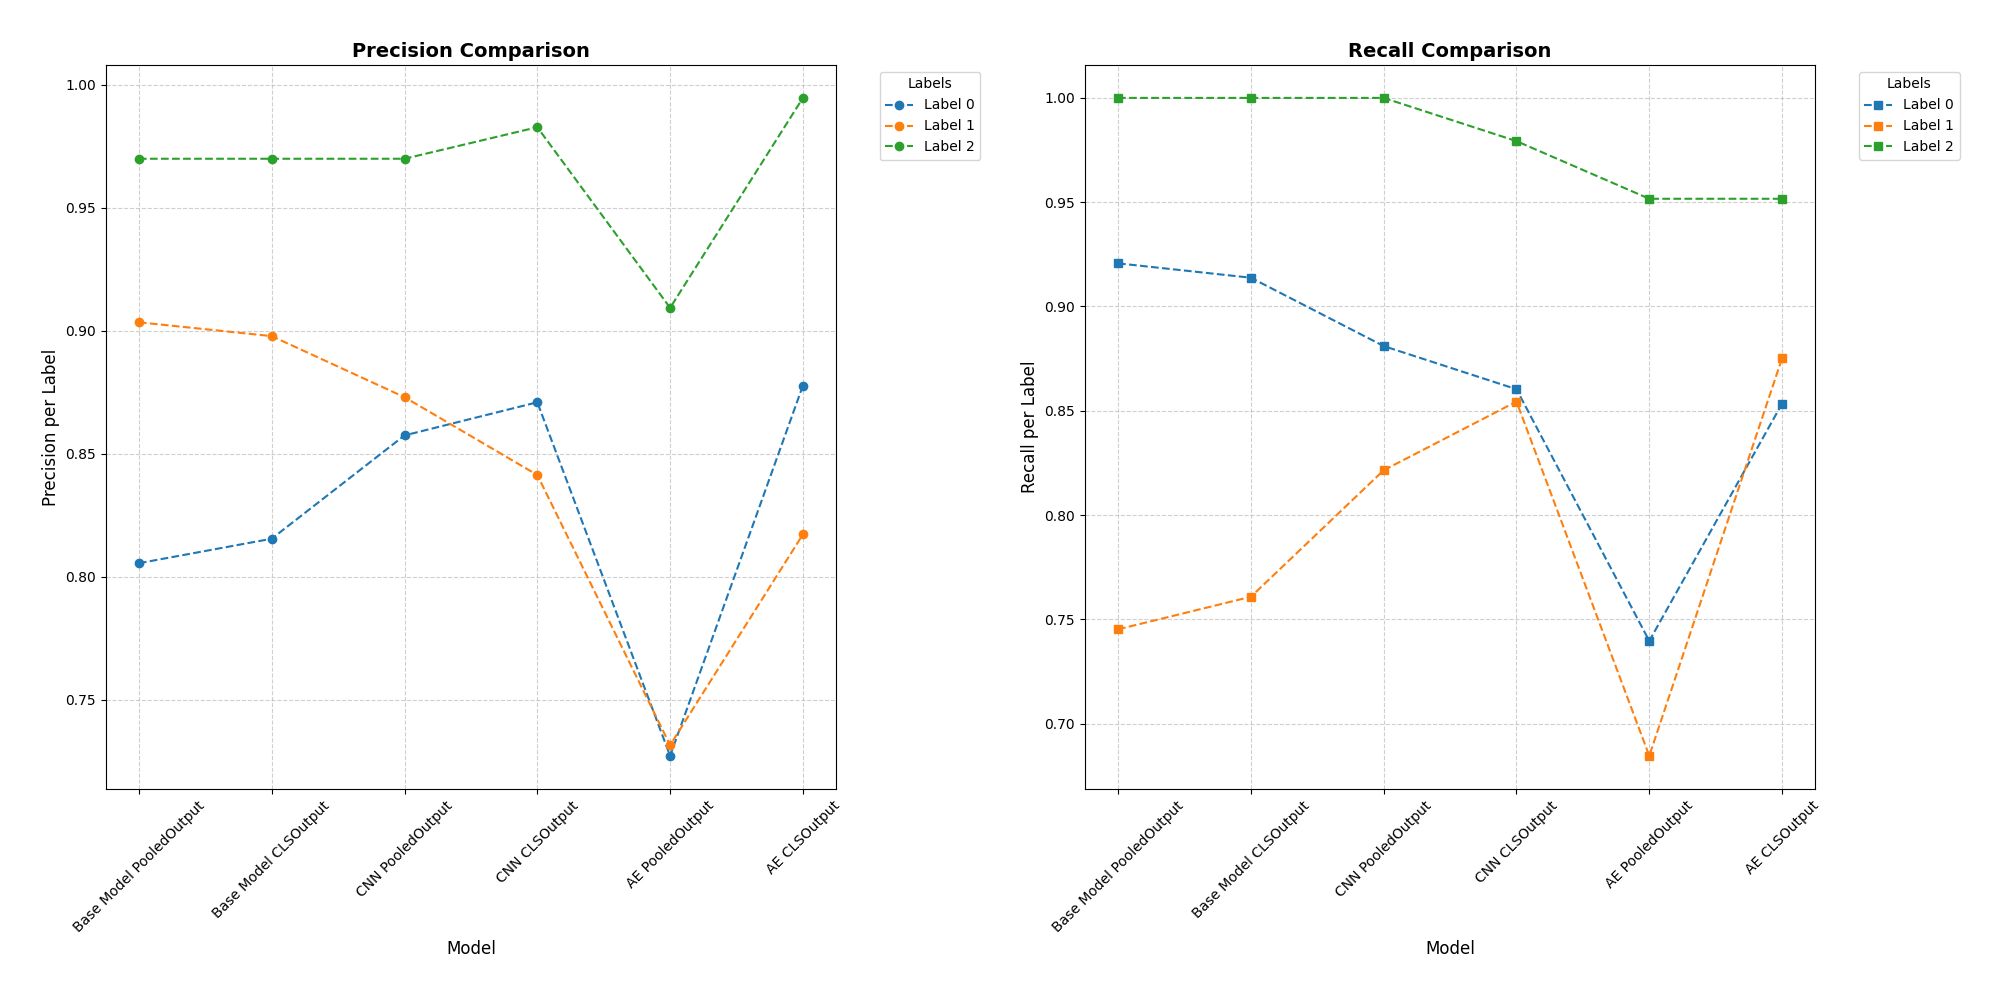 Precision Comparison
Precision per Label
1.00
0.95
0.90
0.85
0.80
0.75
Base Model PooledOutput
Base Model CLSOutput
CNN PooledOutput
CNN CLSOutput
AE PooledOutput
AE CLSOutput
Model
Labels
Label 0
Label 1
Label 2
Recall Comparison
Recall per Label
1.00
0.95
0.90
0.85
0.80
0.75
0.70
Base Model PooledOutput
Base Model CLSOutput
CNN PooledOutput
CNN CLSOutput
AE PooledOutput
AE CLSOutput
Model
Labels
Label 0
Label 1
Label 2